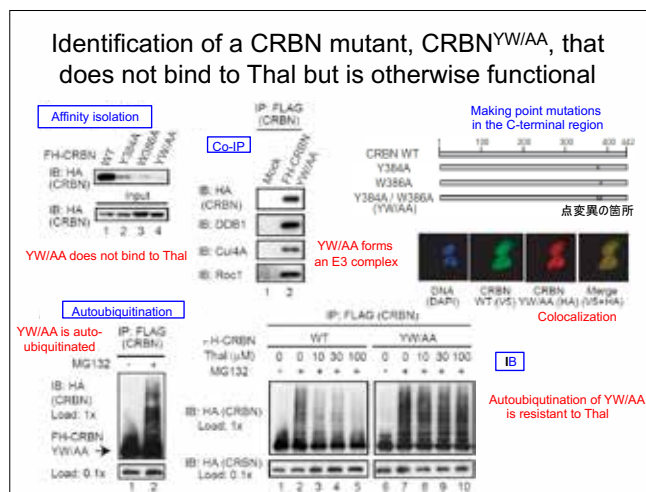 Identification of a CRBN mutant, CRBN^YW/AA, that
does not bind to Thal but is otherwise functional
Affinity isolation
FH-CRBN
WT
Y384A
W386A
YW/AA
IB: HA
(CRBN)
Input
IB: HA
(CRBN)
1 2 3 4
YW/AA does not bind to Thal
Co-IP
IP: FLAG
(CRBN)
Mock
FH-CRBN
YW/AA
IB: HA
(CRBN)
IB: DDB1
IB: Cul4A
IB: Roc1
1 2
YW/AA forms
an E3 complex
Making point mutations
in the C-terminal region
1 100 200 300 400 442
CRBN WT
Y384A
W386A
Y384A / W386A
(YW/AA)
点変異の箇所
DNA
(DAPI)
CRBN
WT (V5)
CRBN
YW/AA (HA)
Merge
(V5+HA)
Colocalization
Autoubiquitination
YW/AA is auto-
ubiquitinated
IP: FLAG
(CRBN)
MG132 - +
IB: HA
(CRBN)
Load: 1x
FH-CRBN
YW/AA
Load: 0.1x
1 2
IP: FLAG (CRBN)
H-CRBN WT YW/AA
Thal (μM) 0 0 10 30 100 0 0 10 30 100
MG132 - + + + + - + + + +
IB: HA (CRBN)
Load: 1x
IB: HA (CRBN)
Load: 0.1x
1 2 3 4 5 6 7 8 9 10
IB
Autoubiqutination of YW/AA
is resistant to Thal